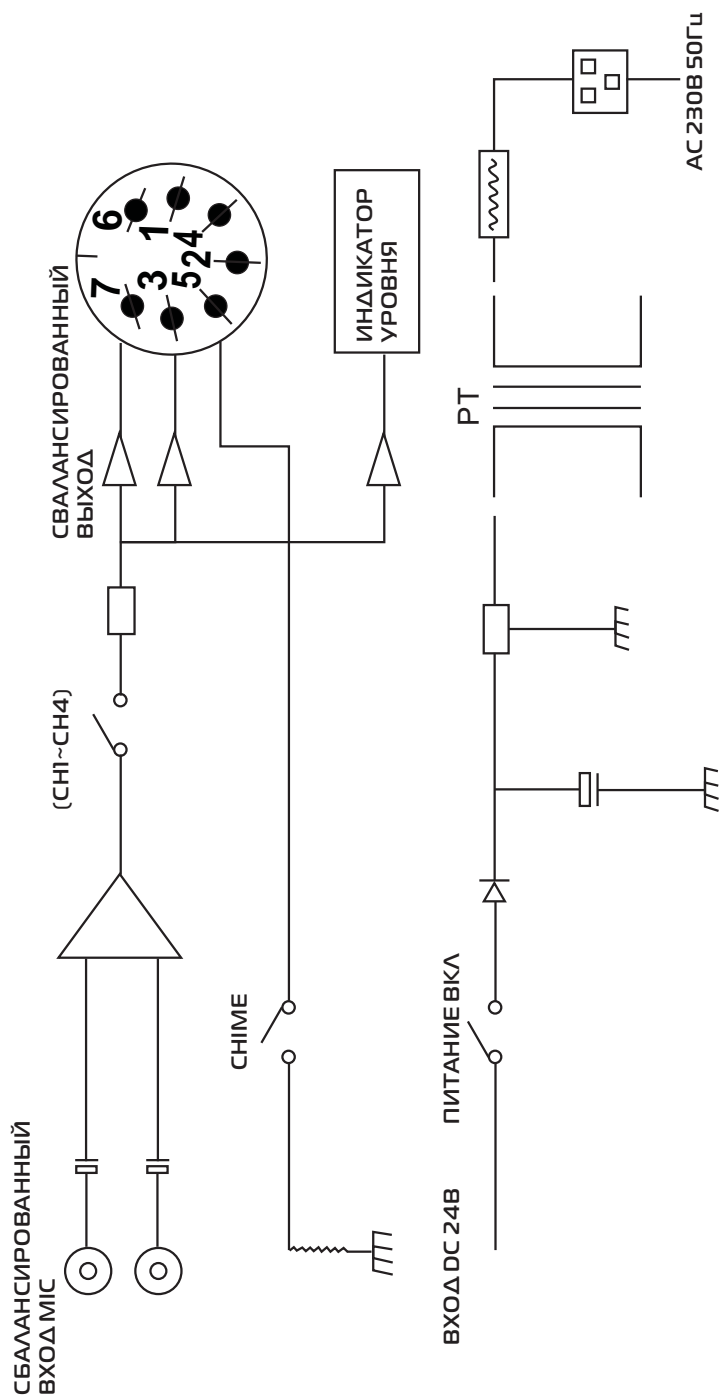 СБАЛАНСИРОВАННЫЙ
ВХОД MIC
(CH1~CH4)
СВАЛАНСИРОВАННЫЙ
ВЫХОД
7
6
3
1
5
2
4
CHIME
ИНДИКАТОР
УРОВНЯ
ВХОД DC 24В
ПИТАНИЕ ВКЛ
PT
AC 230В 50Гц